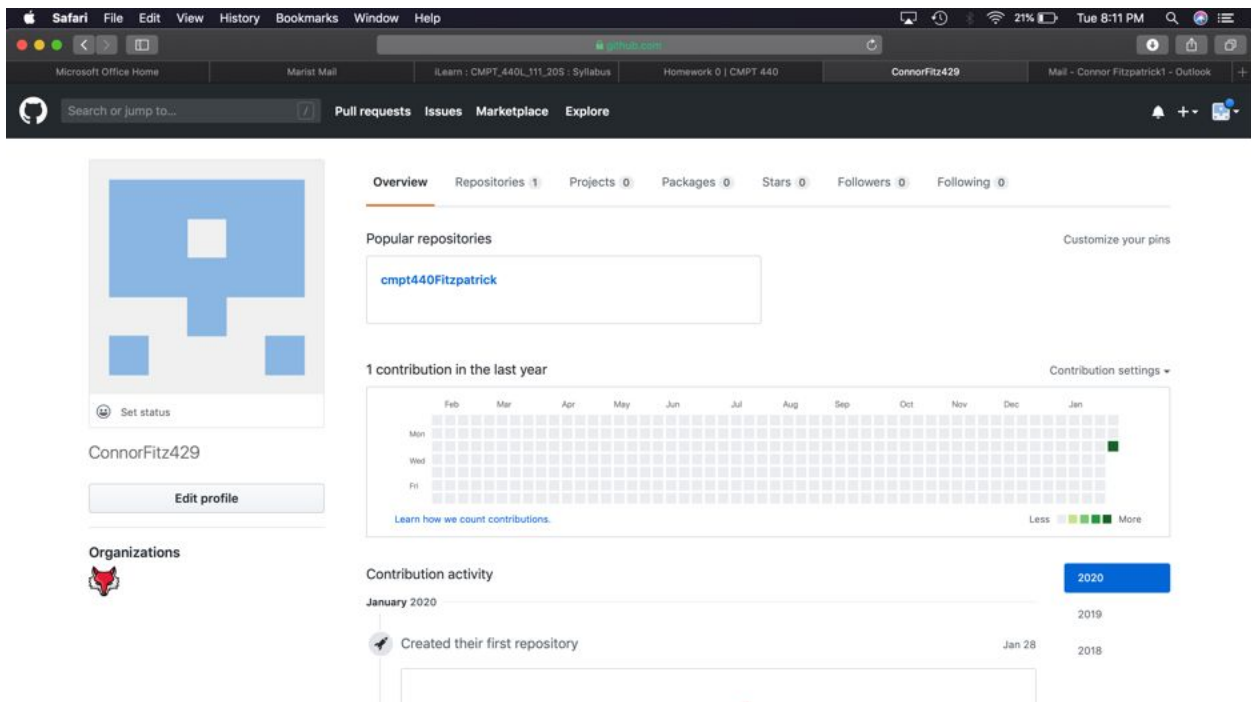 Safari File Edit View History Bookmarks Window Help 21% Tue 8:11 PM
github.com
Microsoft Office Home Marist Mail iLearn : CMPT_440L_111_20S : Syllabus Homework 0 | CMPT 440 ConnorFitz429 Mail - Connor Fitzpatrick1 - Outlook +
Search or jump to... / Pull requests Issues Marketplace Explore +
Overview Repositories 1 Projects 0 Packages 0 Stars 0 Followers 0 Following 0
Popular repositories Customize your pins
cmpt440Fitzpatrick
1 contribution in the last year Contribution settings
Feb Mar Apr May Jun Jul Aug Sep Oct Nov Dec Jan
Mon
Wed
Fri
Learn how we count contributions. Less More
Set status
ConnorFitz429
Edit profile
Organizations
Contribution activity
January 2020
Created their first repository Jan 28
2020
2019
2018